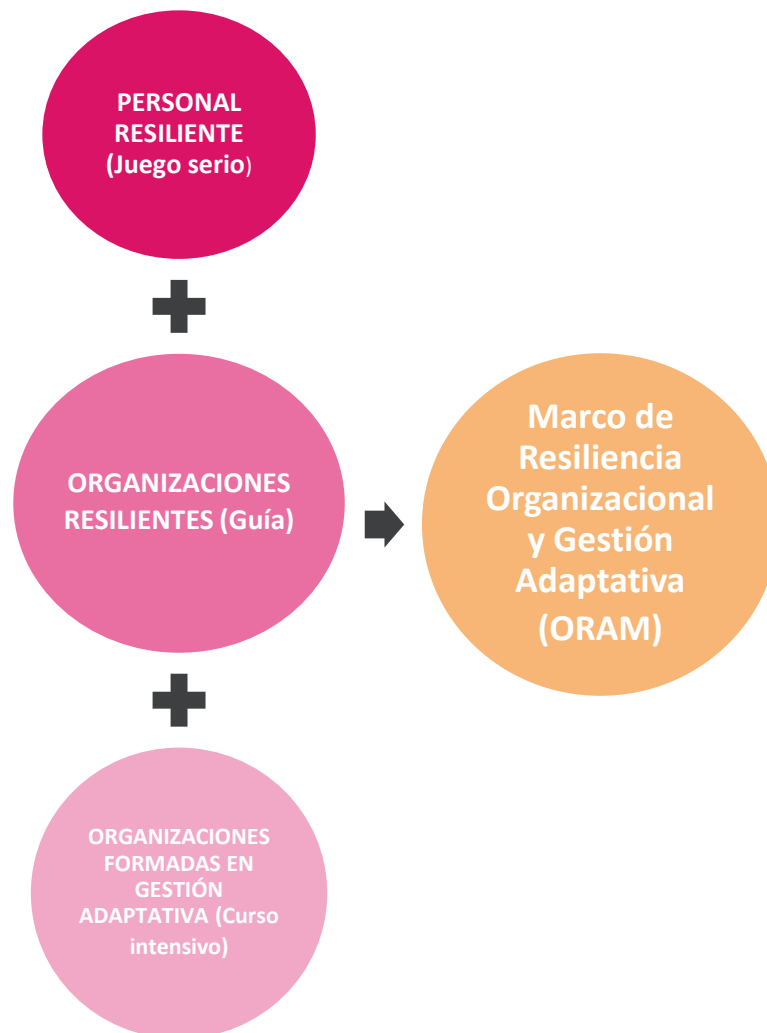 PERSONAL
RESILIENTE
(Juego serio)
ORGANIZACIONES
RESILIENTES (Guía)
ORGANIZACIONES
FORMADAS EN
GESTIÓN
ADAPTATIVA (Curso
intensivo)
Marco de
Resiliencia
Organizacional
y Gestión
Adaptativa
(ORAM)